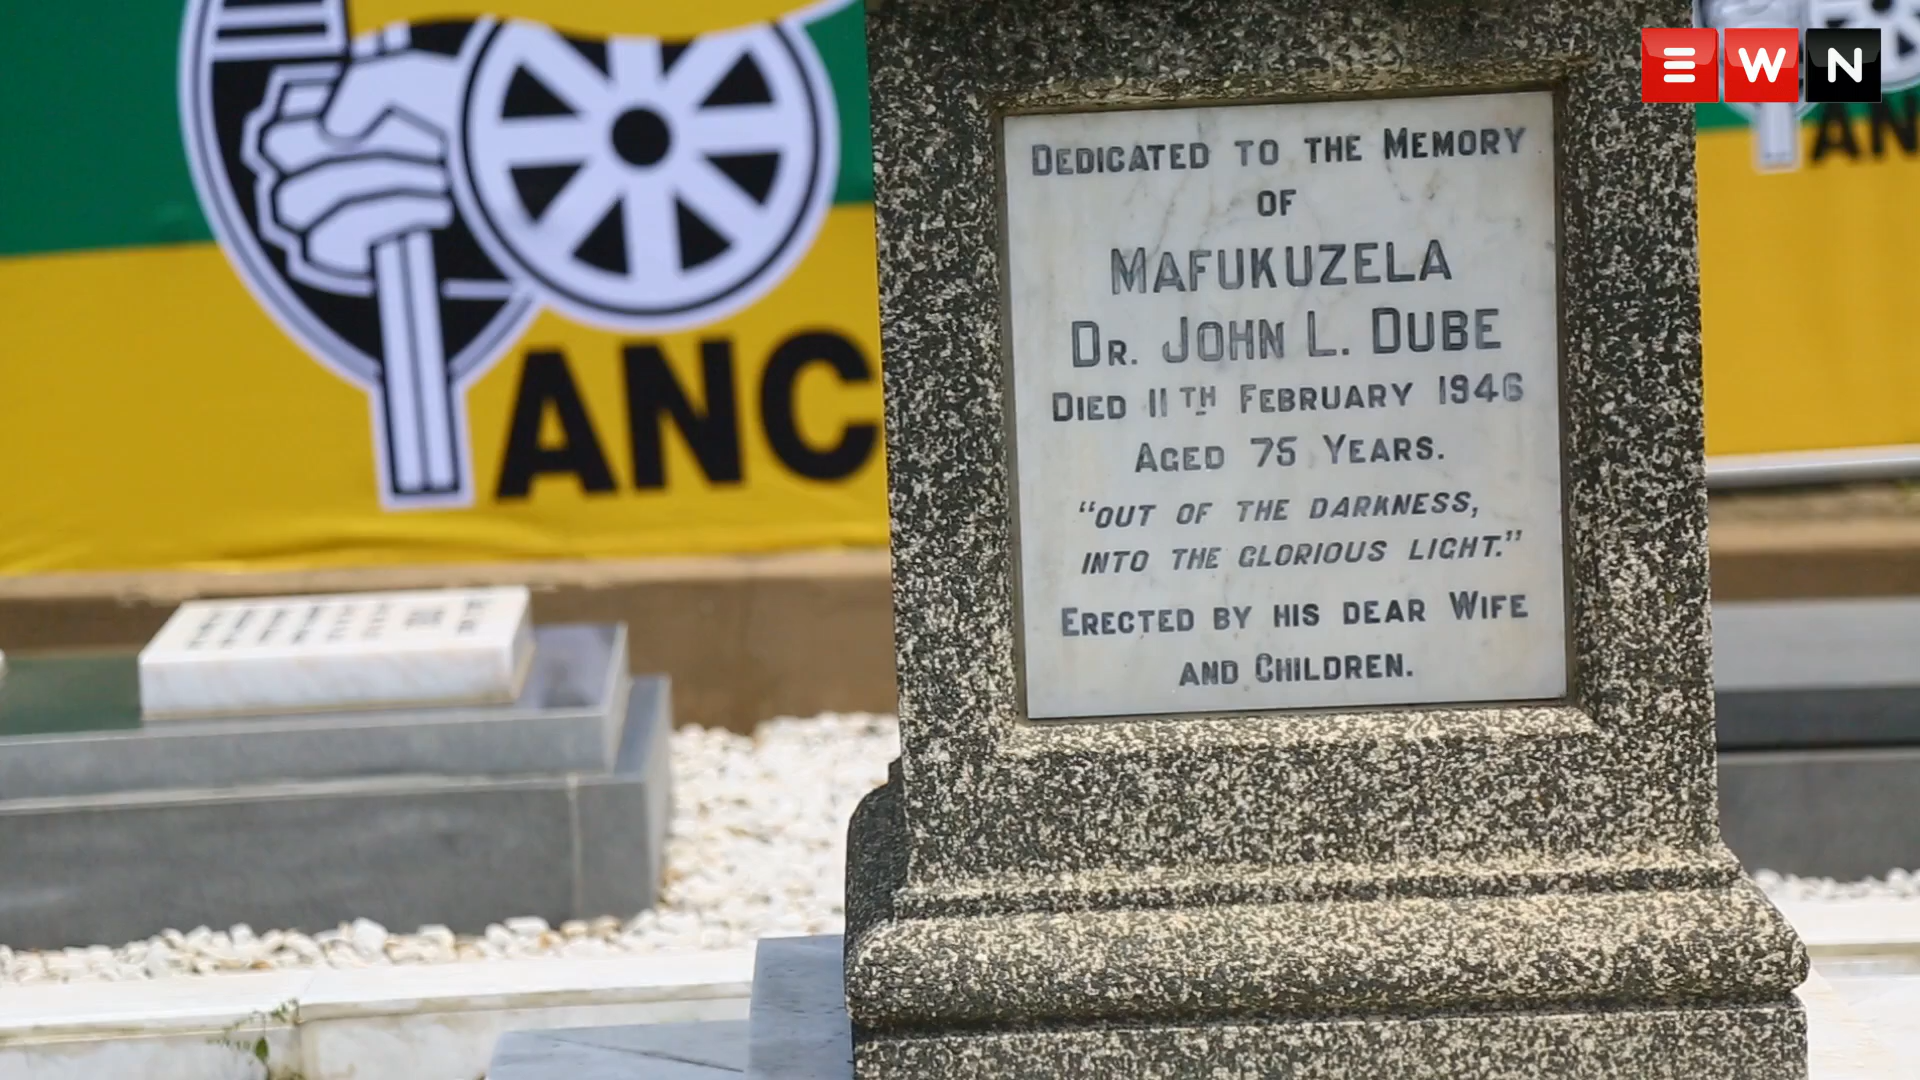 EWN
ANC
AN
DEDICATED TO THE MEMORY
OF
MAFUKUZELA
DR. JOHN L. DUBE
DIED 11TH FEBRUARY 1946
AGED 75 YEARS.
"OUT OF THE DARKNESS,
INTO THE GLORIOUS LIGHT."
ERECTED BY HIS DEAR WIFE
AND CHILDREN.